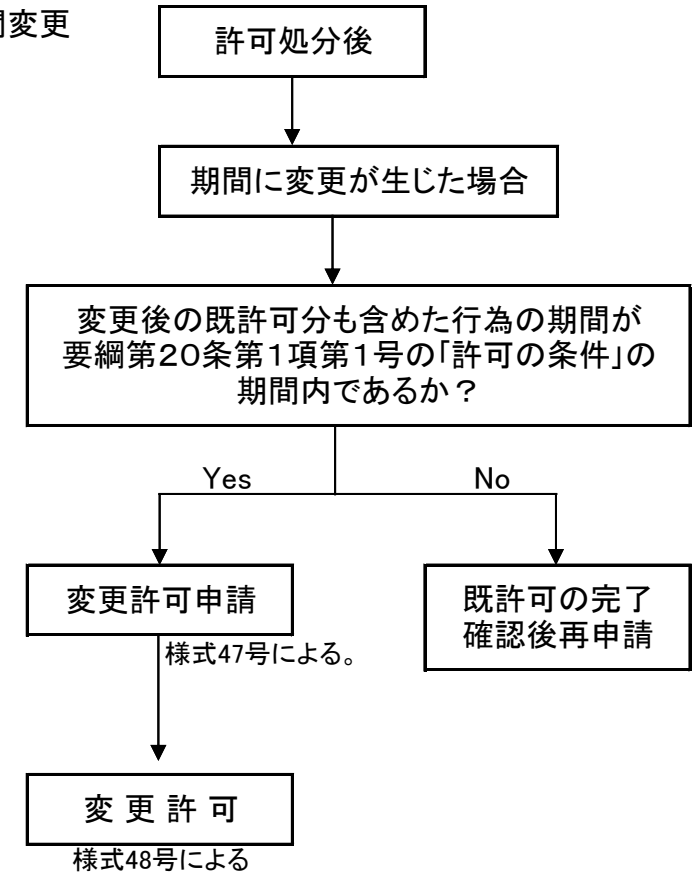 間変更
許可処分後
期間に変更が生じた場合
変更後の既許可分も含めた行為の期間が
要綱第20条第1項第1号の「許可の条件」の
期間内であるか？
Yes
No
変更許可申請
様式47号による。
既許可の完了
確認後再申請
変 更 許 可
様式48号による